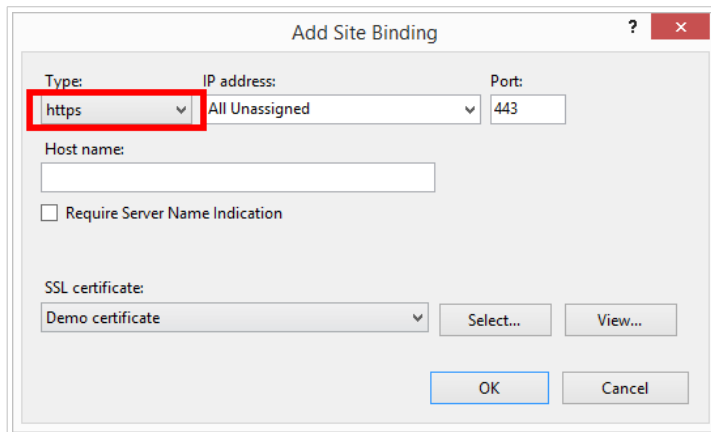 Add Site Binding
?
Type: IP address: Port:
https All Unassigned 443
Host name:
Require Server Name Indication
SSL certificate:
Demo certificate Select... View...
OK Cancel